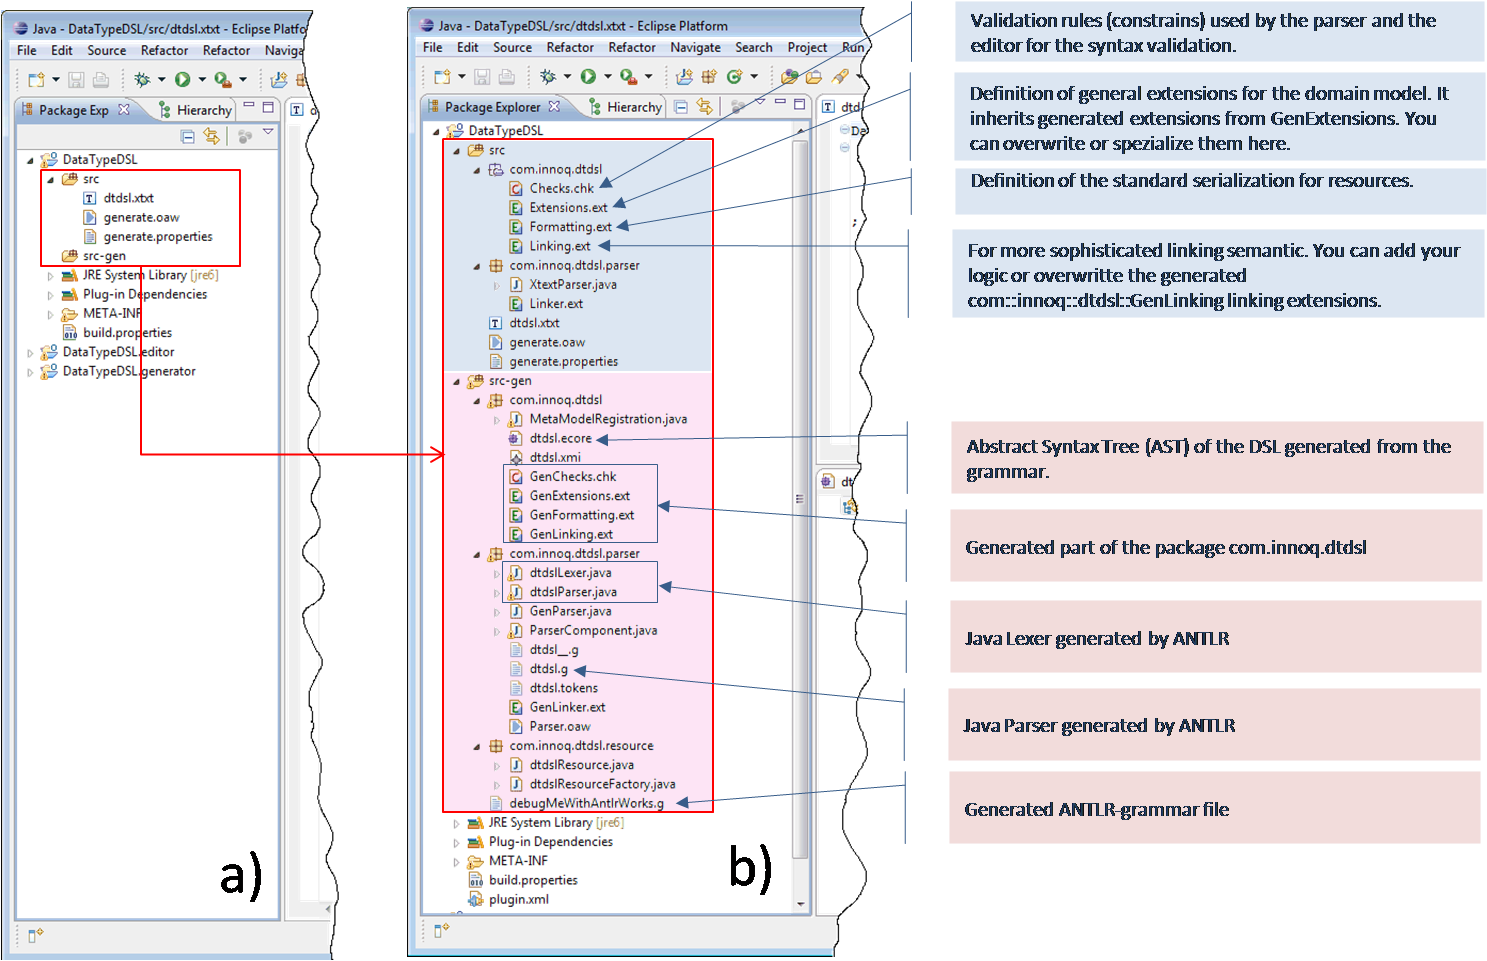 Java - DataTypeDSL/src/dtdsl.xtxt - Eclipse Platfo
File Edit Source Refactor Refactor Naviga
Package Exp Hierarchy
DataTypeDSL
src
dtdsl.xtxt
generate.oaw
generate.properties
src-gen
JRE System Library [jre6]
Plug-in Dependencies
META-INF
build.properties
DataTypeDSL.editor
DataTypeDSL.generator
a)
Java - DataTypeDSL/src/dtdsl.xtxt - Eclipse Platform
File Edit Source Refactor Refactor Navigate Search Project Run
Package Explorer Hierarchy
dtd
DataTypeDSL
src
com.innoq.dtdsl
Checks.chk
Extensions.ext
Formatting.ext
Linking.ext
com.innoq.dtdsl.parser
XtextParser.java
Linker.ext
dtdsl.xtxt
generate.oaw
generate.properties
src-gen
com.innoq.dtdsl
MetaModelRegistration.java
dtdsl.ecore
dtdsl.xmi
GenChecks.chk
GenExtensions.ext
GenFormatting.ext
GenLinking.ext
com.innoq.dtdsl.parser
dtdslLexer.java
dtdslParser.java
GenParser.java
ParserComponent.java
dtdsl__.g
dtdsl.g
dtdsl.tokens
GenLinker.ext
Parser.oaw
com.innoq.dtdsl.resource
dtdslResource.java
dtdslResourceFactory.java
debugMeWithAntlrWorks.g
JRE System Library [jre6]
Plug-in Dependencies
META-INF
build.properties
plugin.xml
b)
Da
;
dt
Validation rules (constrains) used by the parser and the
editor for the syntax validation.
Definition of general extensions for the domain model. It
inherits generated extensions from GenExtensions. You
can overwrite or spezialize them here.
Definition of the standard serialization for resources.
For more sophisticated linking semantic. You can add your
logic or overwritte the generated
com::innoq::dtdsl::GenLinking linking extensions.
Abstract Syntax Tree (AST) of the DSL generated from the
grammar.
Generated part of the package com.innoq.dtdsl
Java Lexer generated by ANTLR
Java Parser generated by ANTLR
Generated ANTLR-grammar file